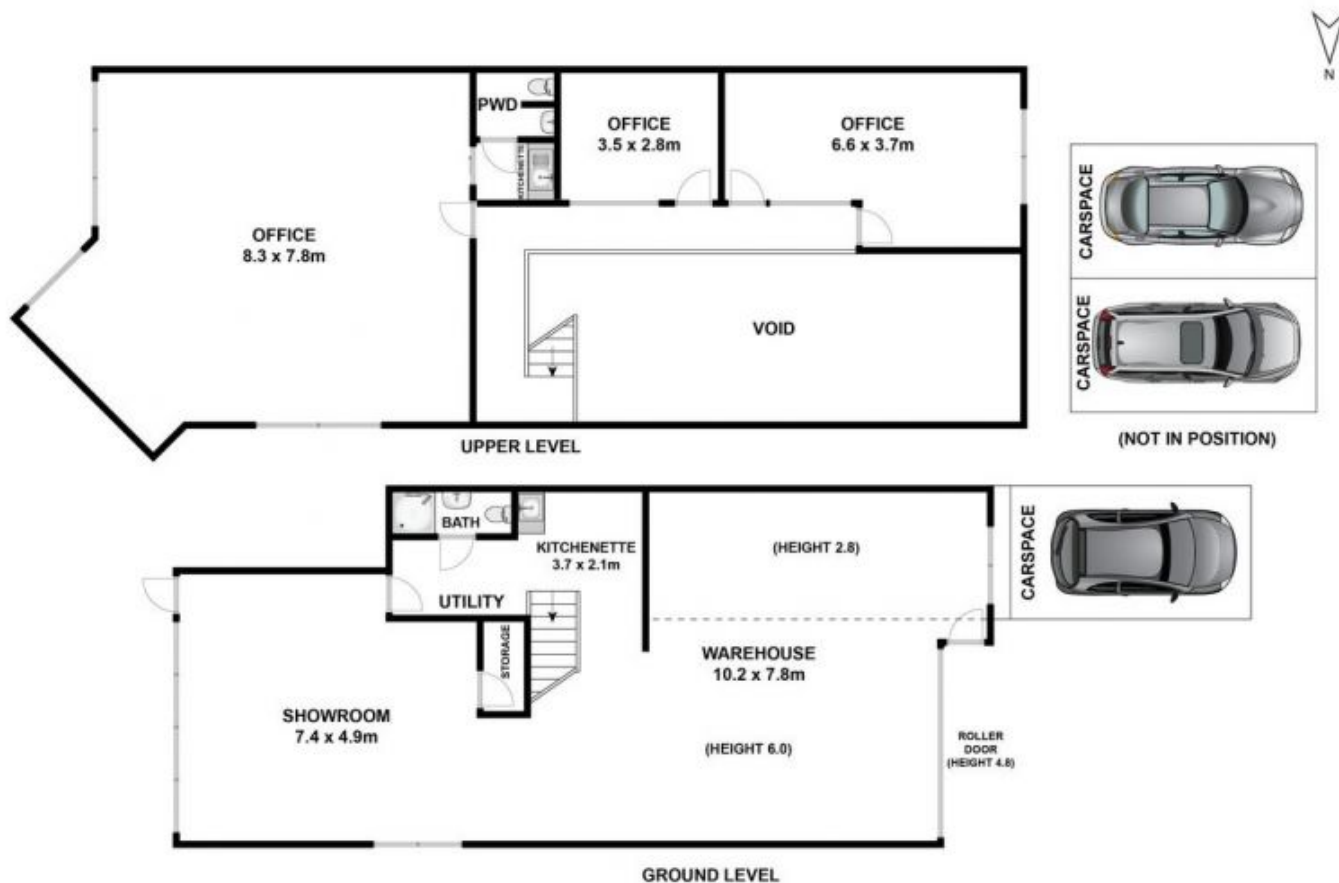 N
PWD
KITCHENETTE
OFFICE
3.5 x 2.8m
OFFICE
6.6 x 3.7m
OFFICE
8.3 x 7.8m
VOID
CARSPACE
CARSPACE
(NOT IN POSITION)
UPPER LEVEL
BATH
KITCHENETTE
3.7 x 2.1m
(HEIGHT 2.8)
CARSPACE
UTILITY
STORAGE
WAREHOUSE
10.2 x 7.8m
SHOWROOM
7.4 x 4.9m
(HEIGHT 6.0)
ROLLER
DOOR
(HEIGHT 4.8)
GROUND LEVEL